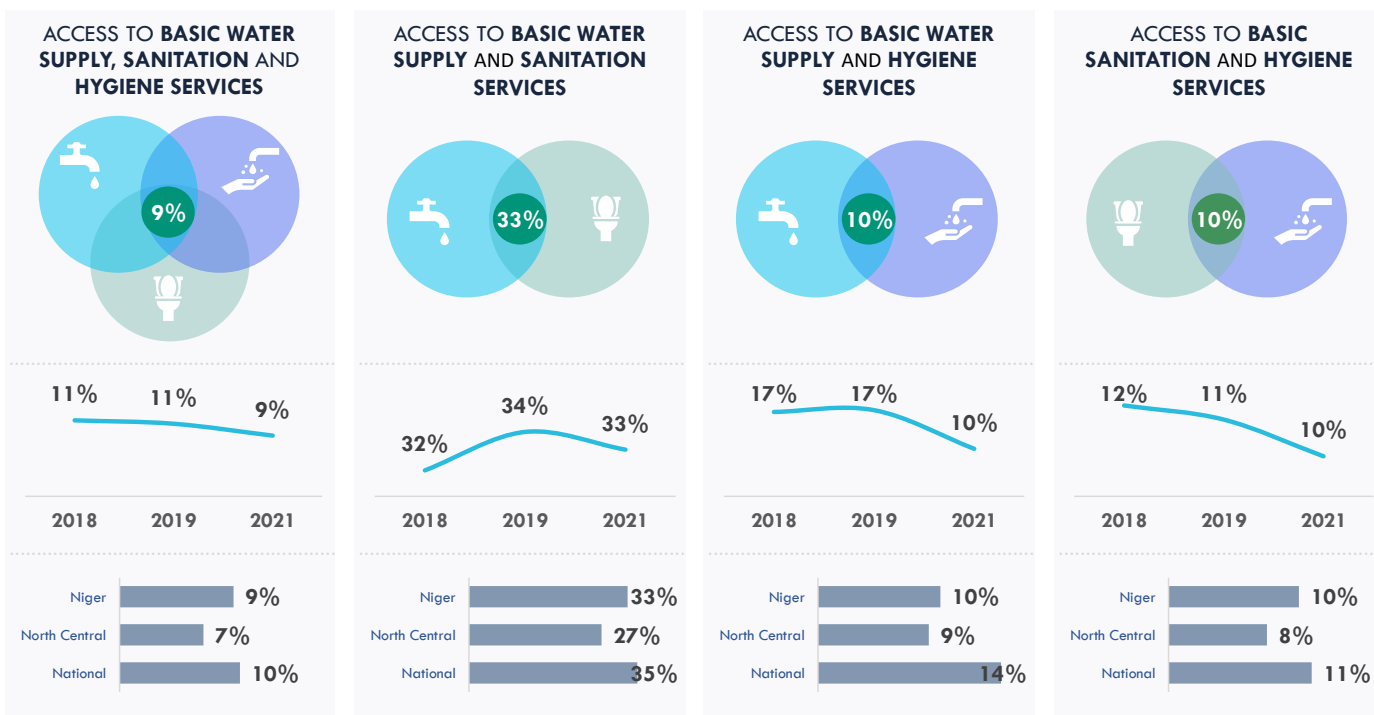 ACCESS TO BASIC WATER
SUPPLY, SANITATION AND
HYGIENE SERVICES
9%
11%
11%
9%
2018
2019
2021
Niger
9%
North Central
7%
National
10%
ACCESS TO BASIC WATER
SUPPLY AND SANITATION
SERVICES
33%
32%
34%
33%
2018
2019
2021
Niger
33%
North Central
27%
National
35%
ACCESS TO BASIC WATER
SUPPLY AND HYGIENE
SERVICES
10%
17%
17%
10%
2018
2019
2021
Niger
10%
North Central
9%
National
14%
ACCESS TO BASIC
SANITATION AND HYGIENE
SERVICES
10%
12%
11%
10%
2018
2019
2021
Niger
10%
North Central
8%
National
11%